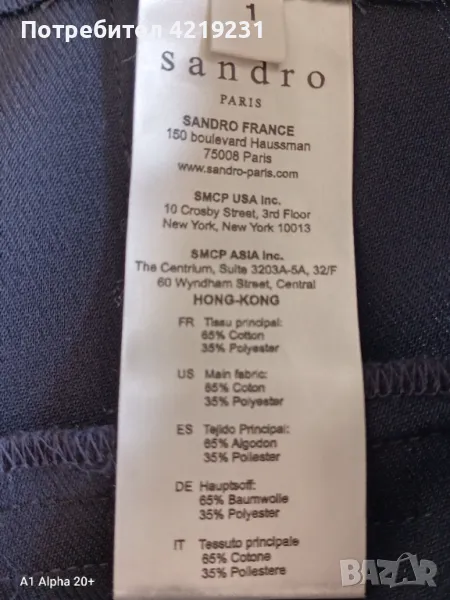 Потребител 4219231
1
sandro
PARIS
SANDRO FRANCE
150 boulevard Haussman
75008 Paris
www.sandro-paris.com
SMCP USA Inc.
10 Crosby Street, 3rd Floor
New York, New York 10013
SMCP ASIA Inc.
The Centrium, Suite 3203A-5A, 32/F
60 Wyndham Street, Central
HONG-KONG
FR Tissu principal:
65% Cotton
35% Polyester
US Main fabric:
65% Coton
35% Polyester
ES Tejido Principal:
65% Algodon
35% Poliester
DE Hauptsoff:
65% Baumwolle
35% Polyester
IT Tessuto principale
65% Cotone
35% Poliestere
A1 Alpha 20+
BAZAR